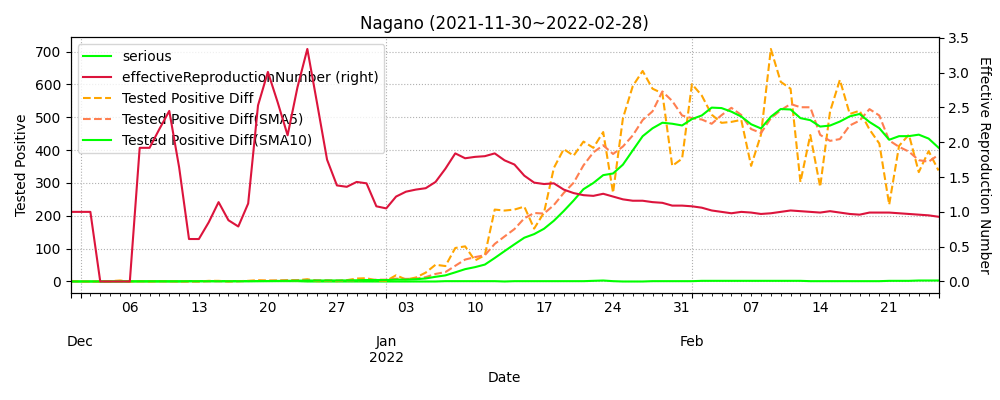 Nagano (2021-11-30~2022-02-28)
700
600
500
400
300
200
100
0
Tested Positive
serious
effectiveReproductionNumber (right)
Tested Positive Diff
Tested Positive Diff(SMA5)
Tested Positive Diff(SMA10)
3.5
3.0
2.5
2.0
1.5
1.0
0.5
0.0
Effective Reproduction Number
06 13 20 27 03 10 17 24 31 07 14 21
Dec Jan Feb
2022
Date